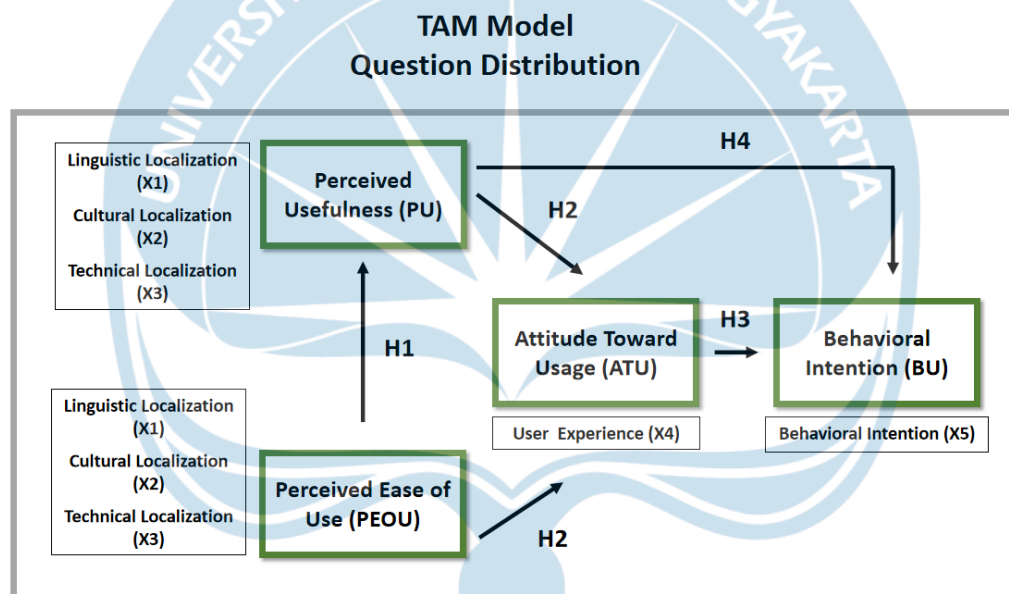 TAM Model
Question Distribution
UNIVERSI
GYAKARTA
Linguistic Localization
(X1)
Cultural Localization
(X2)
Technical Localization
(X3)
Perceived
Usefulness (PU)
H4
H2
H1
Attitude Toward
Usage (ATU)
H3
Behavioral
Intention (BU)
User Experience (X4)
Behavioral Intention (X5)
Linguistic Localization
(X1)
Cultural Localization
(X2)
Technical Localization
(X3)
Perceived Ease of
Use (PEOU)
H2